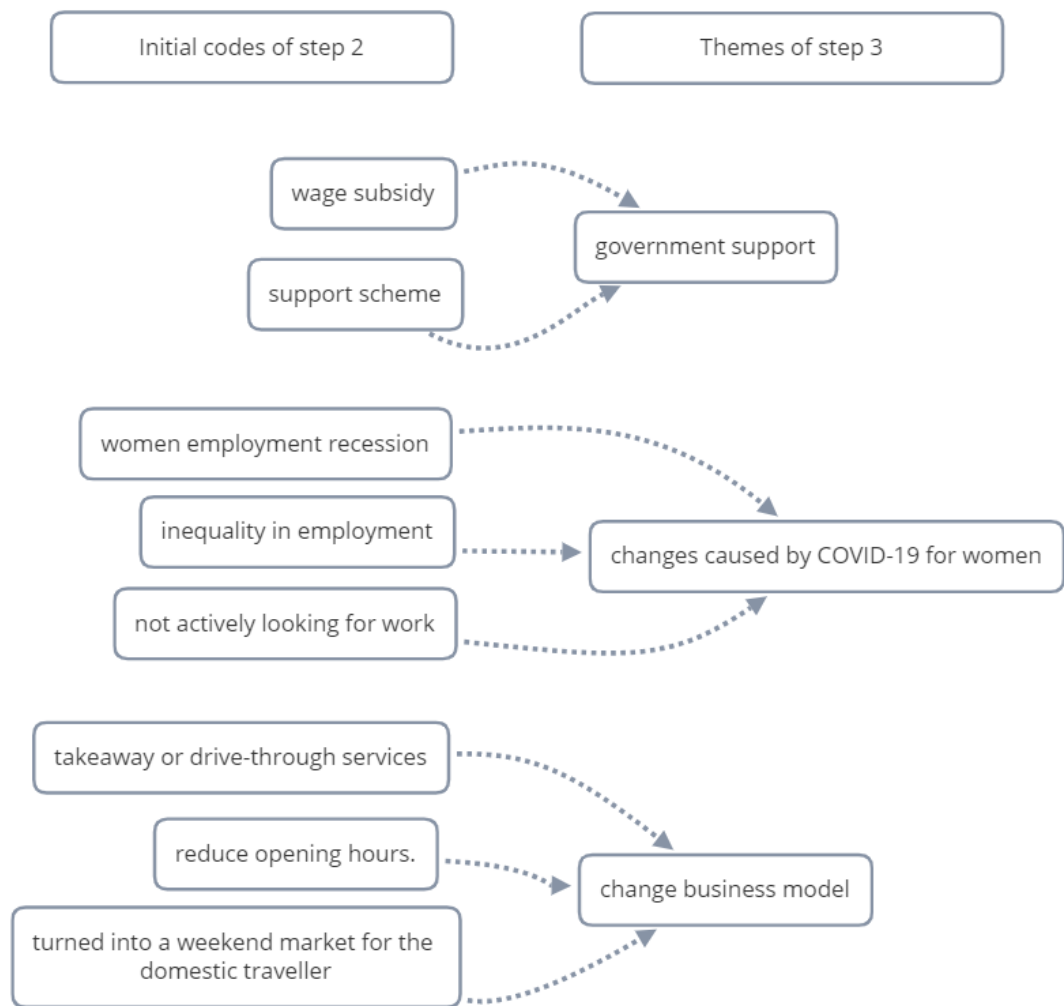 Initial codes of step 2
Themes of step 3
wage subsidy
government support
support scheme
women employment recession
inequality in employment
changes caused by COVID-19 for women
not actively looking for work
takeaway or drive-through services
reduce opening hours.
change business model
turned into a weekend market for the
domestic traveller